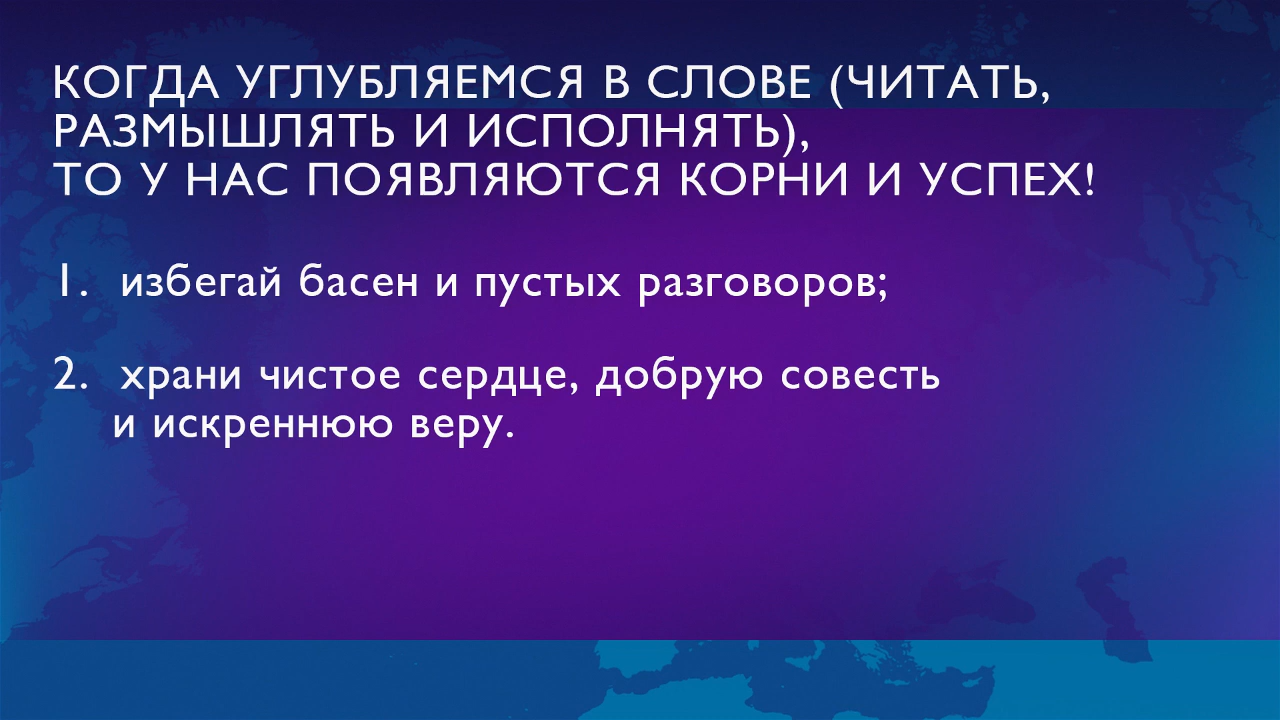 КОГДА УГЛУБЛЯЕМСЯ В СЛОВЕ (ЧИТАТЬ,
РАЗМЫШЛЯТЬ И ИСПОЛНЯТЬ),
ТО У НАС ПОЯВЛЯЮТСЯ КОРНИ И УСПЕХ!
1. избегай басен и пустых разговоров;
2. храни чистое сердце, добрую совесть
и искреннюю веру.